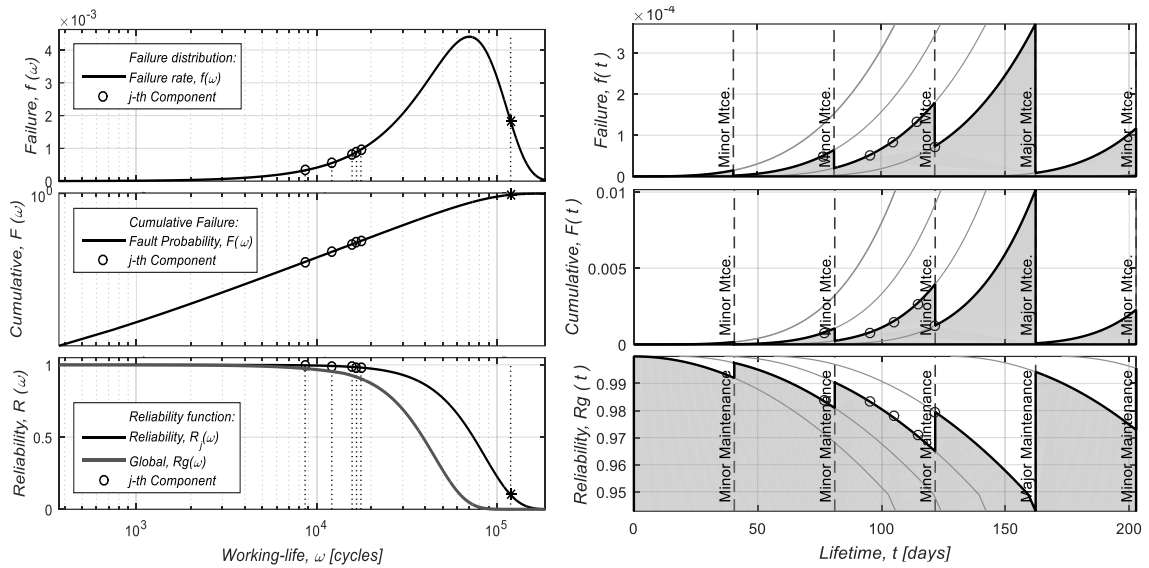 ×10⁻³
Failure, f (ω)
4
3
2
1
0
Failure distribution:
Failure rate, f(ω)
j-th Component
10⁰
Cumulative, F (ω)
Cumulative Failure:
Fault Probability, F(ω)
j-th Component
1
0.5
0
Reliability, R (ω)
Reliability function:
Reliability, Rj(ω)
Global, Rg(ω)
j-th Component
10³
10⁴
10⁵
Working-life, ω [cycles]
×10⁻⁴
Failure, f( t )
3
2
1
0
Minor Mtce.
Minor Mtce.
Minor Mtce.
Major Mtce.
Minor Mtce.
Cumulative, F( t )
0.01
0.005
0
Minor Mtce.
Minor Mtce.
Minor Mtce.
Major Mtce.
Minor Mtce.
Reliability, Rg ( t )
0.99
0.98
0.97
0.96
0.95
Minor Maintenance
Minor Maintenance
Minor Maintenance
Major Maintenance
Minor Maintenance
0
50
100
150
200
Lifetime, t [days]